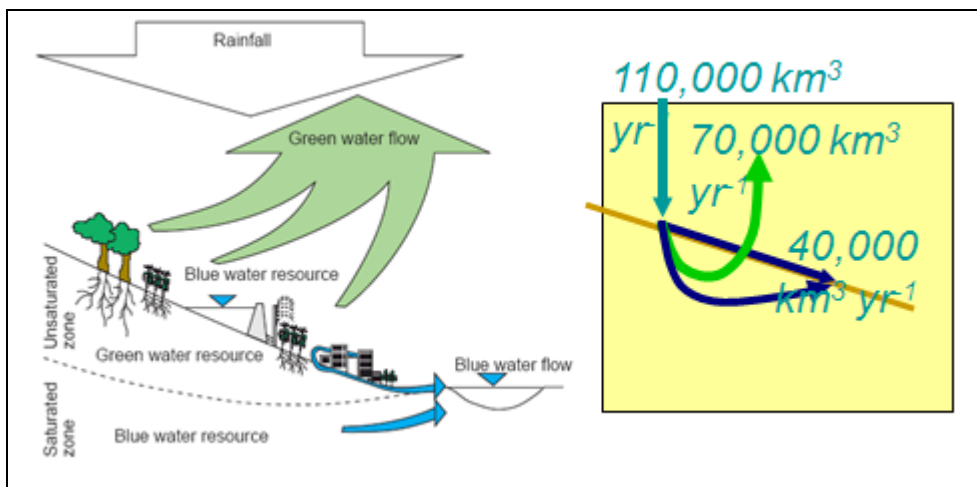 Rainfall
Green water flow
Blue water resource
Unsaturated
zone
Green water resource
Blue water flow
Saturated
zone
Blue water resource
110,000 km³
yr⁻¹
70,000 km³
yr⁻¹
40,000
km³ yr⁻¹